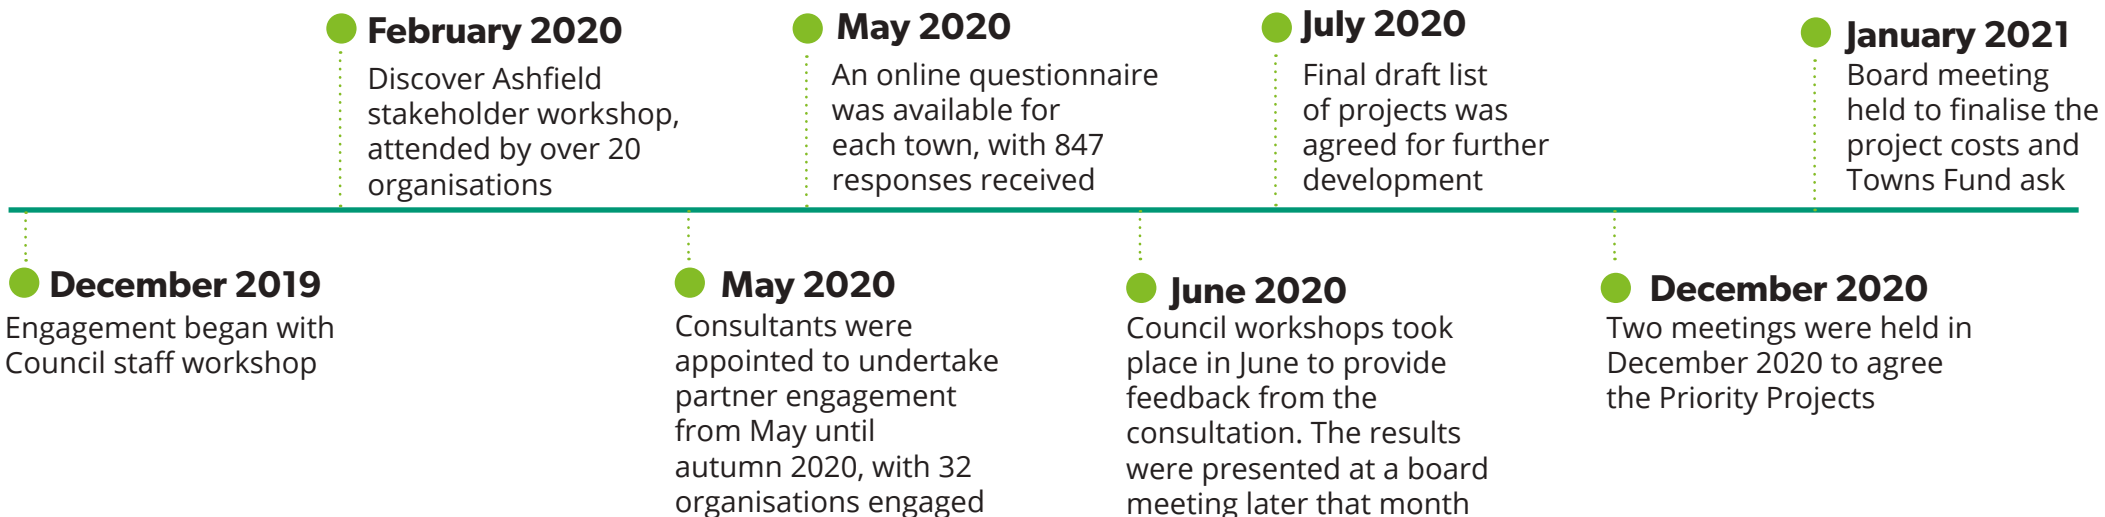 February 2020
Discover Ashfield
stakeholder workshop,
attended by over 20
organisations
May 2020
An online questionnaire
was available for
each town, with 847
responses received
July 2020
Final draft list
of projects was
agreed for further
development
January 2021
Board meeting
held to finalise the
project costs and
Towns Fund ask
December 2019
Engagement began with
Council staff workshop
May 2020
Consultants were
appointed to undertake
partner engagement
from May until
autumn 2020, with 32
organisations engaged
June 2020
Council workshops took
place in June to provide
feedback from the
consultation. The results
were presented at a board
meeting later that month
December 2020
Two meetings were held in
December 2020 to agree
the Priority Projects